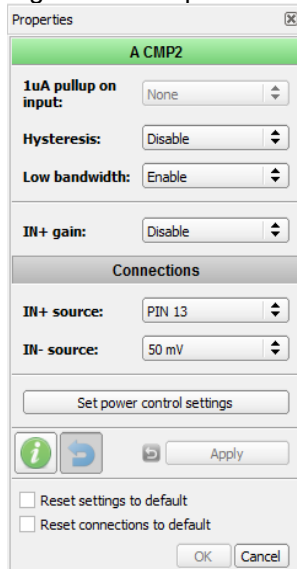 Properties
A CMP2
1uA pullup on
input:
None
Hysteresis:
Disable
Low bandwidth:
Enable
IN+ gain:
Disable
Connections
IN+ source:
PIN 13
IN- source:
50 mV
Set power control settings
Apply
Reset settings to default
Reset connections to default
OK
Cancel